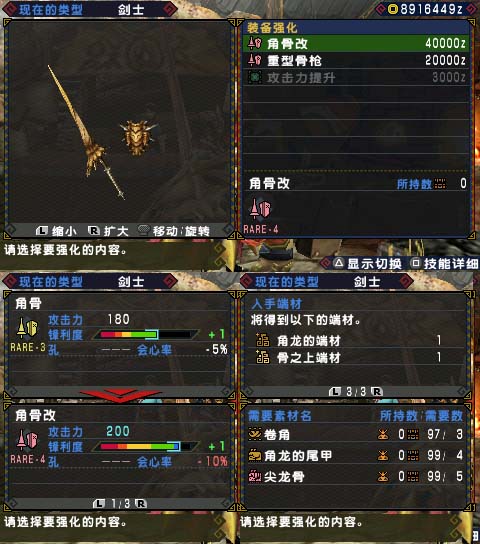 现在的类型 剑士
缩小 扩大 移动/旋转
请选择要强化的内容。
8916449z
装备强化
角骨改 40000z
重型骨枪 20000z
攻击力提升 3000z
角骨改 所持数 0
RARE-4
显示切换 技能详细
现在的类型 剑士
角骨
RARE-3
攻击力 180
锋利度 +1
孔 --- 会心率 -5%
角骨改
RARE-4
攻击力 200
锋利度 +1
孔 --- 会心率 -10%
L 1/3 R
请选择要强化的内容。
现在的类型 剑士
入手端材
将得到以下的端材。
角龙的端材 1
骨之上端材 1
L 3/3 R
需要素材名 所持数/需要数
卷角 0 97/ 3
角龙的尾甲 0 99/ 4
尖龙骨 0 99/ 5
请选择要强化的内容。